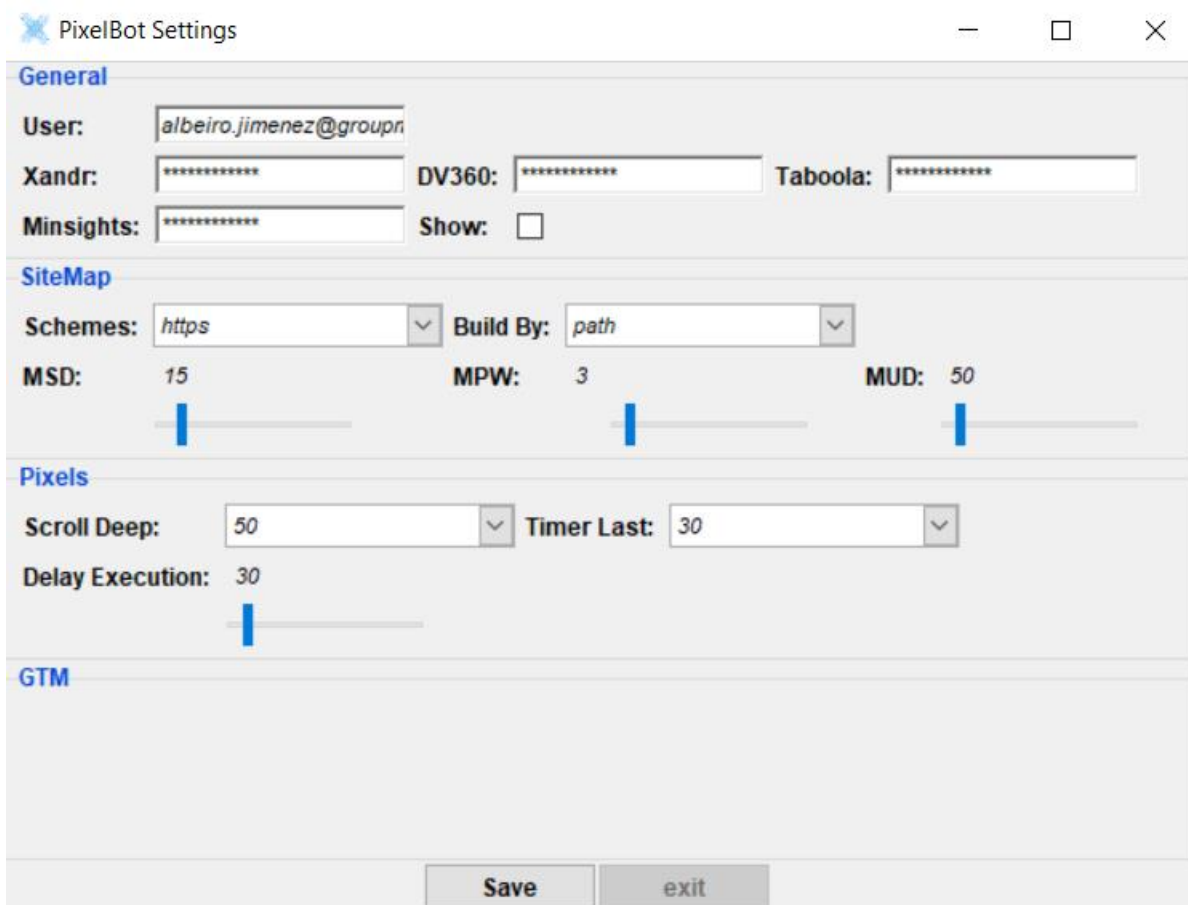 PixelBot Settings
General
User: albeiro.jimenez@group
Xandr: ************ DV360: ************ Taboola: ************
Minsights: ************ Show:
SiteMap
Schemes: https Build By: path
MSD: 15 MPW: 3 MUD: 50
Pixels
Scroll Deep: 50 Timer Last: 30
Delay Execution: 30
GTM
Save exit